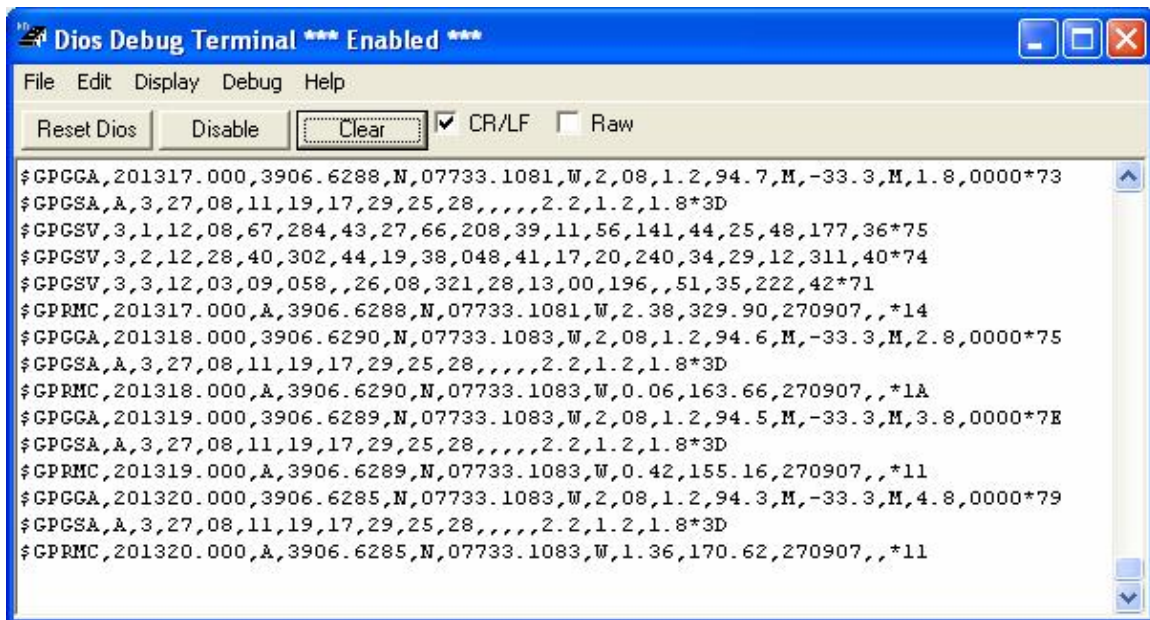 Dios Debug Terminal *** Enabled ***
File Edit Display Debug Help
Reset Dios Disable Clear CR/LF Raw
$GPGGA,201317.000,3906.6288,N,07733.1081,W,2,08,1.2,94.7,M,-33.3,M,1.8,0000*73
$GPGSA,A,3,27,08,11,19,17,29,25,28,,,,,2.2,1.2,1.8*3D
$GPGSV,3,1,12,08,67,284,43,27,66,208,39,11,56,141,44,25,48,177,36*75
$GPGSV,3,2,12,28,40,302,44,19,38,048,41,17,20,240,34,29,12,311,40*74
$GPGSV,3,3,12,03,09,058,,26,08,321,28,13,00,196,,51,35,222,42*71
$GPRMC,201317.000,A,3906.6288,N,07733.1081,W,2.38,329.90,270907,,*14
$GPGGA,201318.000,3906.6290,N,07733.1083,W,2,08,1.2,94.6,M,-33.3,M,2.8,0000*75
$GPGSA,A,3,27,08,11,19,17,29,25,28,,,,,2.2,1.2,1.8*3D
$GPRMC,201318.000,A,3906.6290,N,07733.1083,W,0.06,163.66,270907,,*1A
$GPGGA,201319.000,3906.6289,N,07733.1083,W,2,08,1.2,94.5,M,-33.3,M,3.8,0000*7E
$GPGSA,A,3,27,08,11,19,17,29,25,28,,,,,2.2,1.2,1.8*3D
$GPRMC,201319.000,A,3906.6289,N,07733.1083,W,0.42,155.16,270907,,*11
$GPGGA,201320.000,3906.6285,N,07733.1083,W,2,08,1.2,94.3,M,-33.3,M,4.8,0000*79
$GPGSA,A,3,27,08,11,19,17,29,25,28,,,,,2.2,1.2,1.8*3D
$GPRMC,201320.000,A,3906.6285,N,07733.1083,W,1.36,170.62,270907,,*11